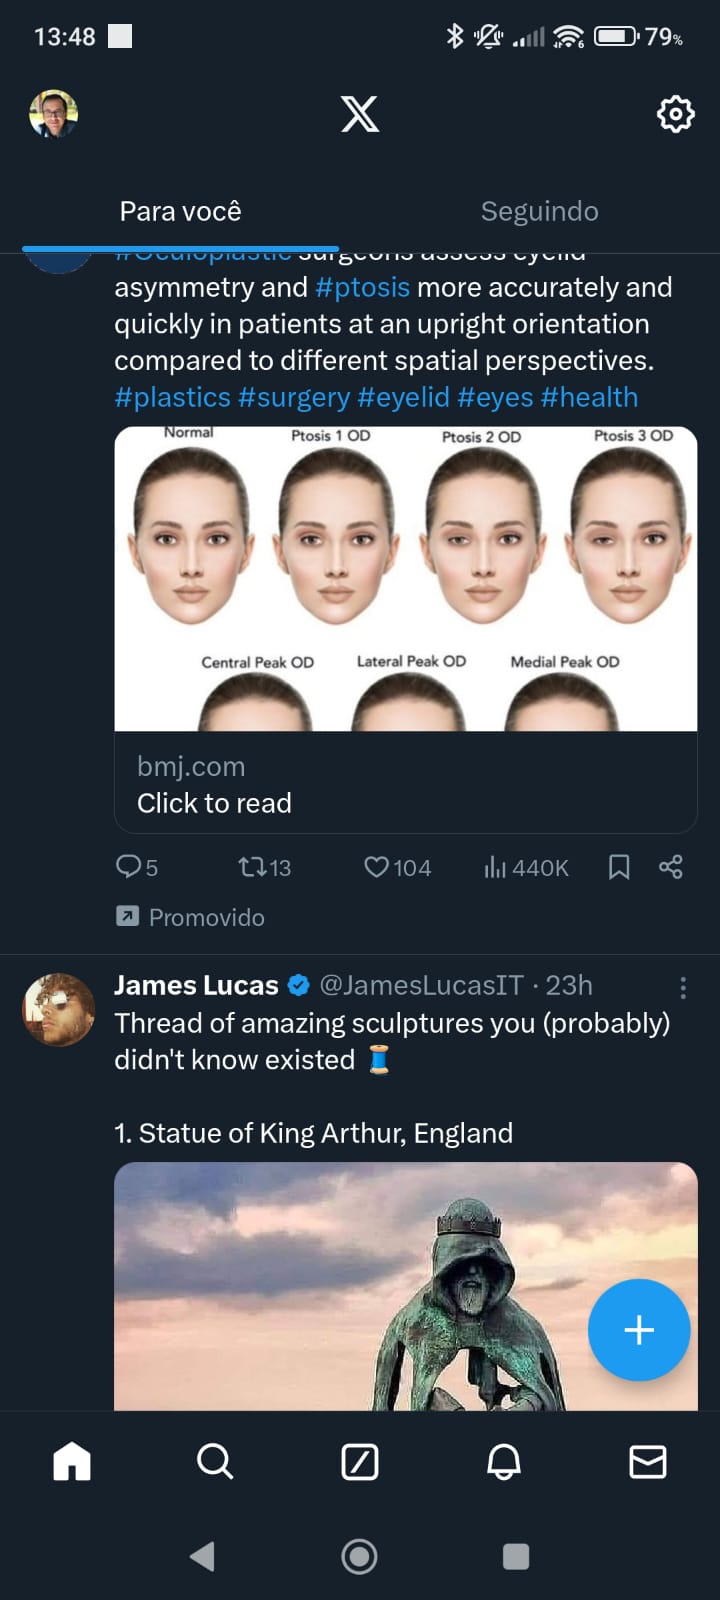 13:48
79%
Para você
Seguindo
#Oculoplastic surgeons assess eyelid
asymmetry and #ptosis more accurately and
quickly in patients at an upright orientation
compared to different spatial perspectives.
#plastics #surgery #eyelid #eyes #health
Normal
Ptosis 1 OD
Ptosis 2 OD
Ptosis 3 OD
Central Peak OD
Lateral Peak OD
Medial Peak OD
bmj.com
Click to read
5
13
104
440K
Promovido
James Lucas @JamesLucasIT · 23h
Thread of amazing sculptures you (probably)
didn't know existed 🧵
1. Statue of King Arthur, England